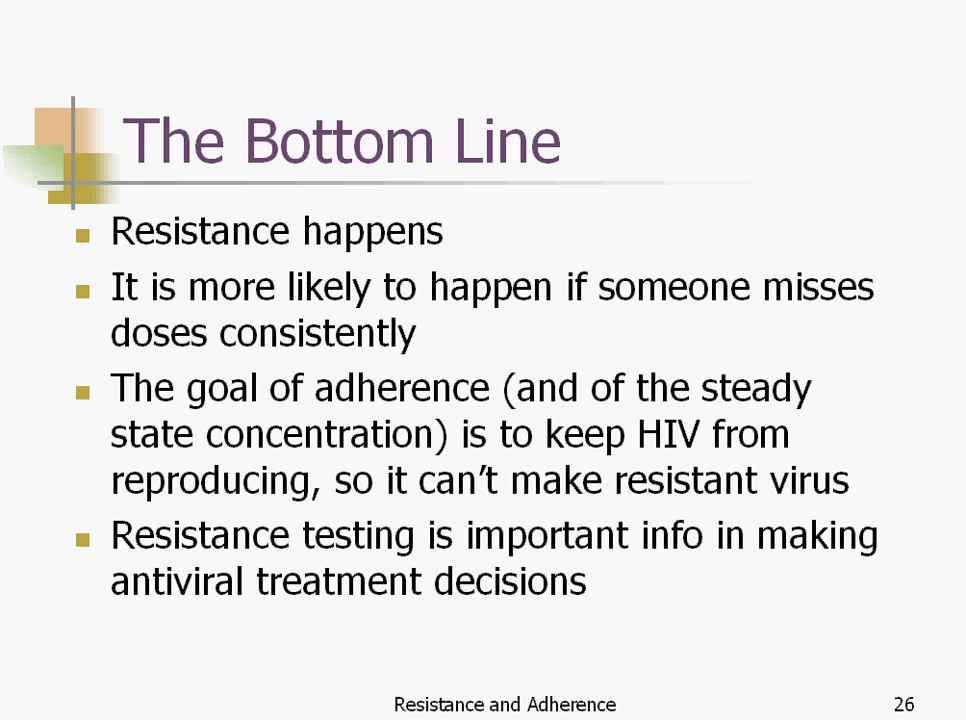 The Bottom Line
Resistance happens
It is more likely to happen if someone misses
doses consistently
The goal of adherence (and of the steady
state concentration) is to keep HIV from
reproducing, so it can't make resistant virus
Resistance testing is important info in making
antiviral treatment decisions
Resistance and Adherence
26